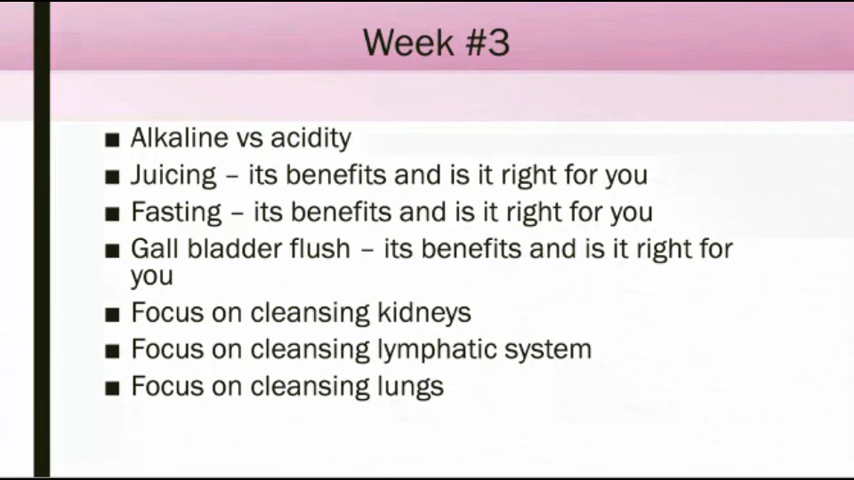 Week #3
■ Alkaline vs acidity
■ Juicing – its benefits and is it right for you
■ Fasting – its benefits and is it right for you
■ Gall bladder flush – its benefits and is it right for
you
■ Focus on cleansing kidneys
■ Focus on cleansing lymphatic system
■ Focus on cleansing lungs